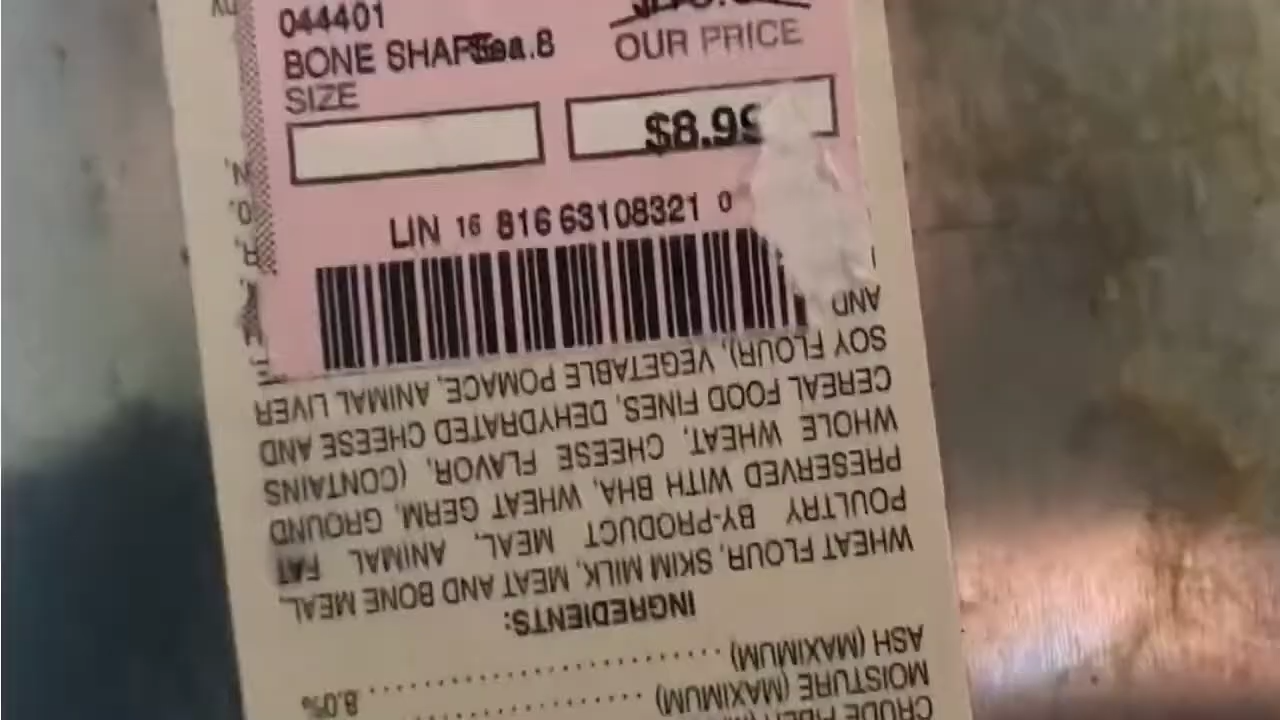 044401
BONE SHAP
OUR PRICE
SIZE
$8.99
LIN 16 816 63108321 0
CRUDE
MOISTURE (MAXIMUM)
ASH (MAXIMUM) 8.0%
INGREDIENTS:
WHEAT FLOUR, SKIM MILK, MEAT AND BONE MEAL,
POULTRY BY-PRODUCT MEAL, ANIMAL FAT
PRESERVED WITH BHA, WHEAT GERM, GROUND
WHOLE WHEAT, CHEESE FLAVOR, (CONTAINS
CEREAL FOOD FINES, DEHYDRATED CHEESE AND
SOY FLOUR), VEGETABLE POMACE, ANIMAL LIVER
AND